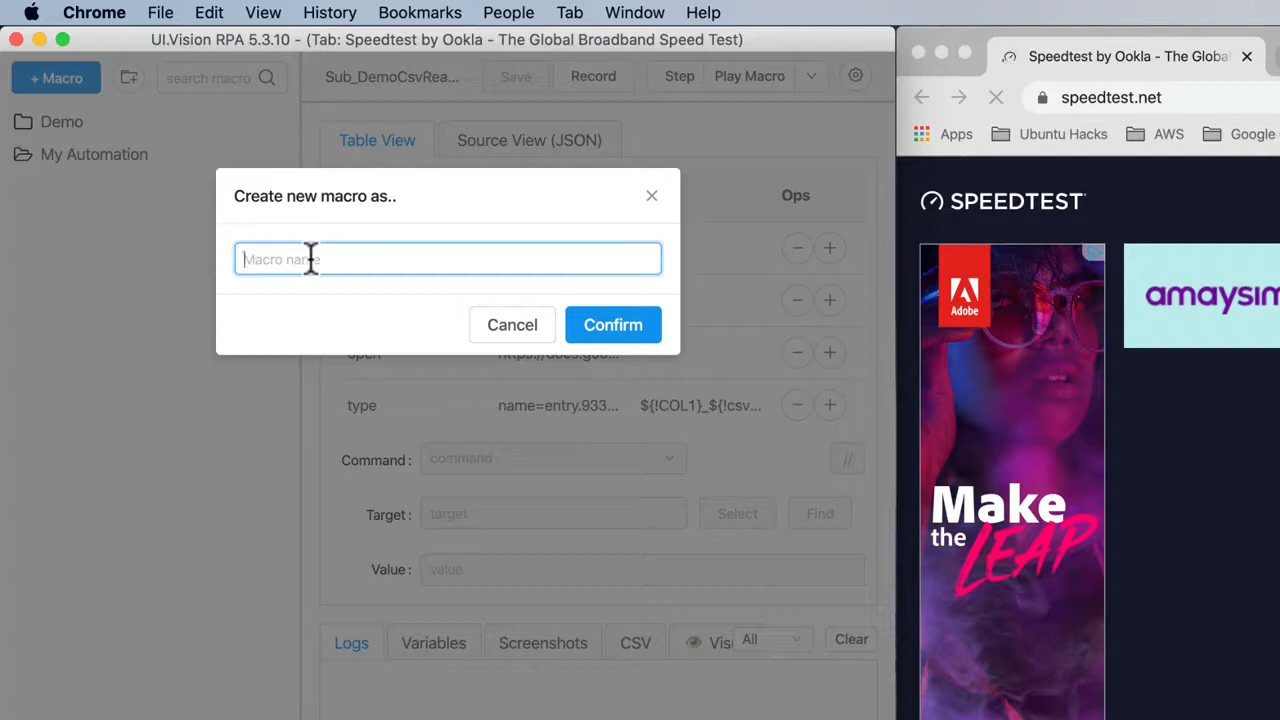 Chrome File Edit View History Bookmarks People Tab Window Help
UI.Vision RPA 5.3.10 - (Tab: Speedtest by Ookla - The Global Broadband Speed Test)
+ Macro
search macro
Sub_DemoCsvRea...
Save
Record
Step
Play Macro
Demo
My Automation
Table View
Source View (JSON)
Ops
Create new macro as..
Macro name
Cancel
Confirm
open
https://docs.goo...
type
name=entry.933...
${!COL1}_${!csv...
Command :
command
//
Target :
target
Select
Find
Value :
value
Logs
Variables
Screenshots
CSV
All
Clear
Speedtest by Ookla - The Globa
speedtest.net
Apps
Ubuntu Hacks
AWS
Google
SPEEDTEST
Adobe
Make
the LEAP